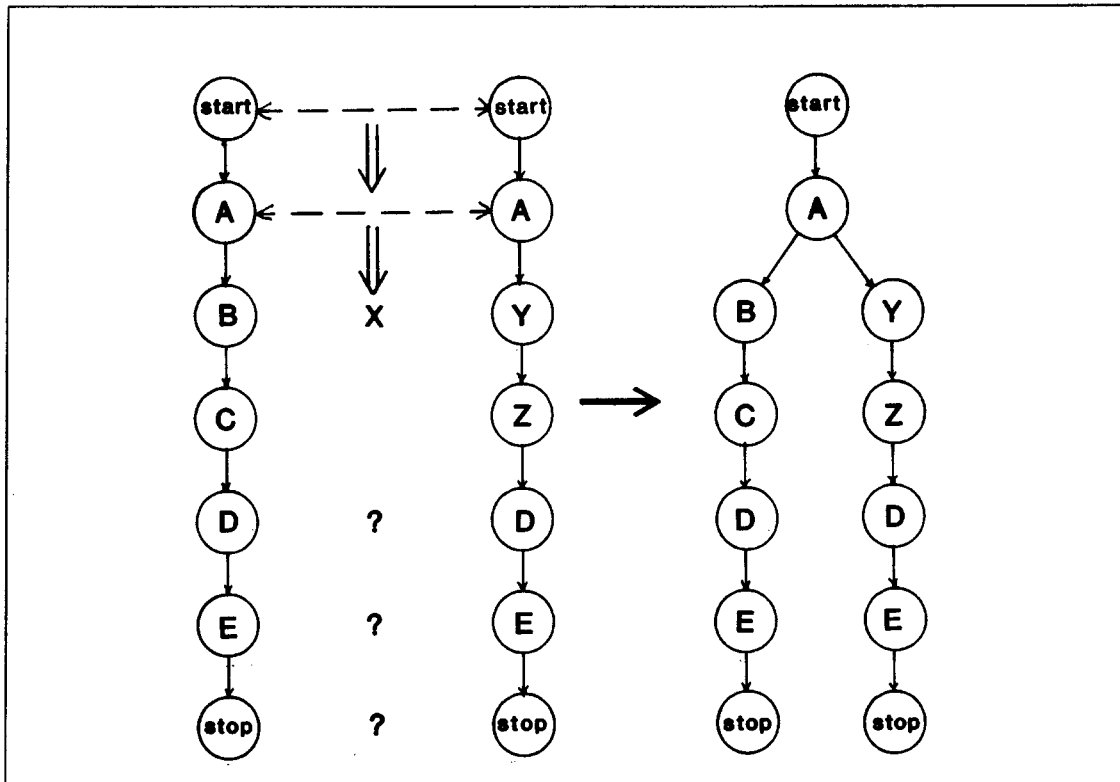 start start start
A A A
B X Y B Y
C Z C Z
D ? D D D
E ? E E E
stop ? stop stop stop